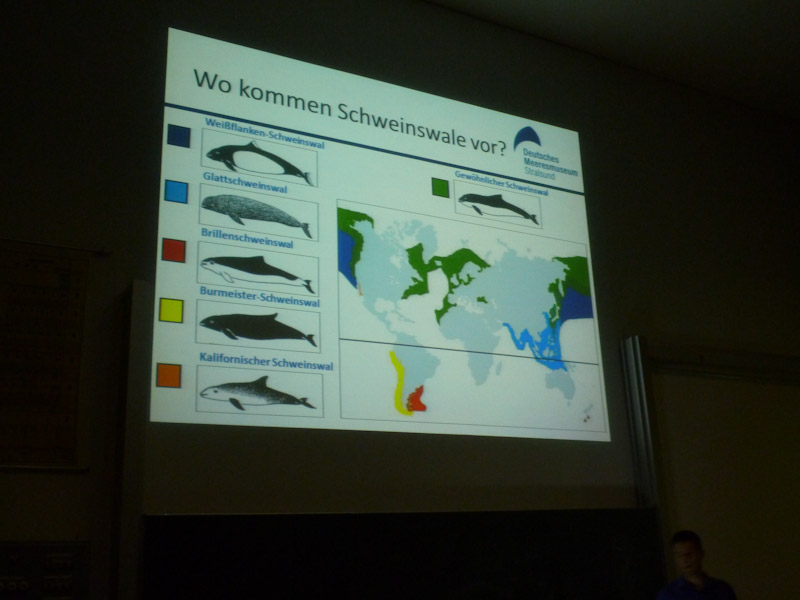 Wo kommen Schweinswale vor?
Deutsches
Meeresmuseum
Stralsund
Weißflanken-Schweinswal
Glattschweinswal
Brillenschweinswal
Burmeister-Schweinswal
Kalifornischer Schweinswal
Gewöhnlicher Schweinswal